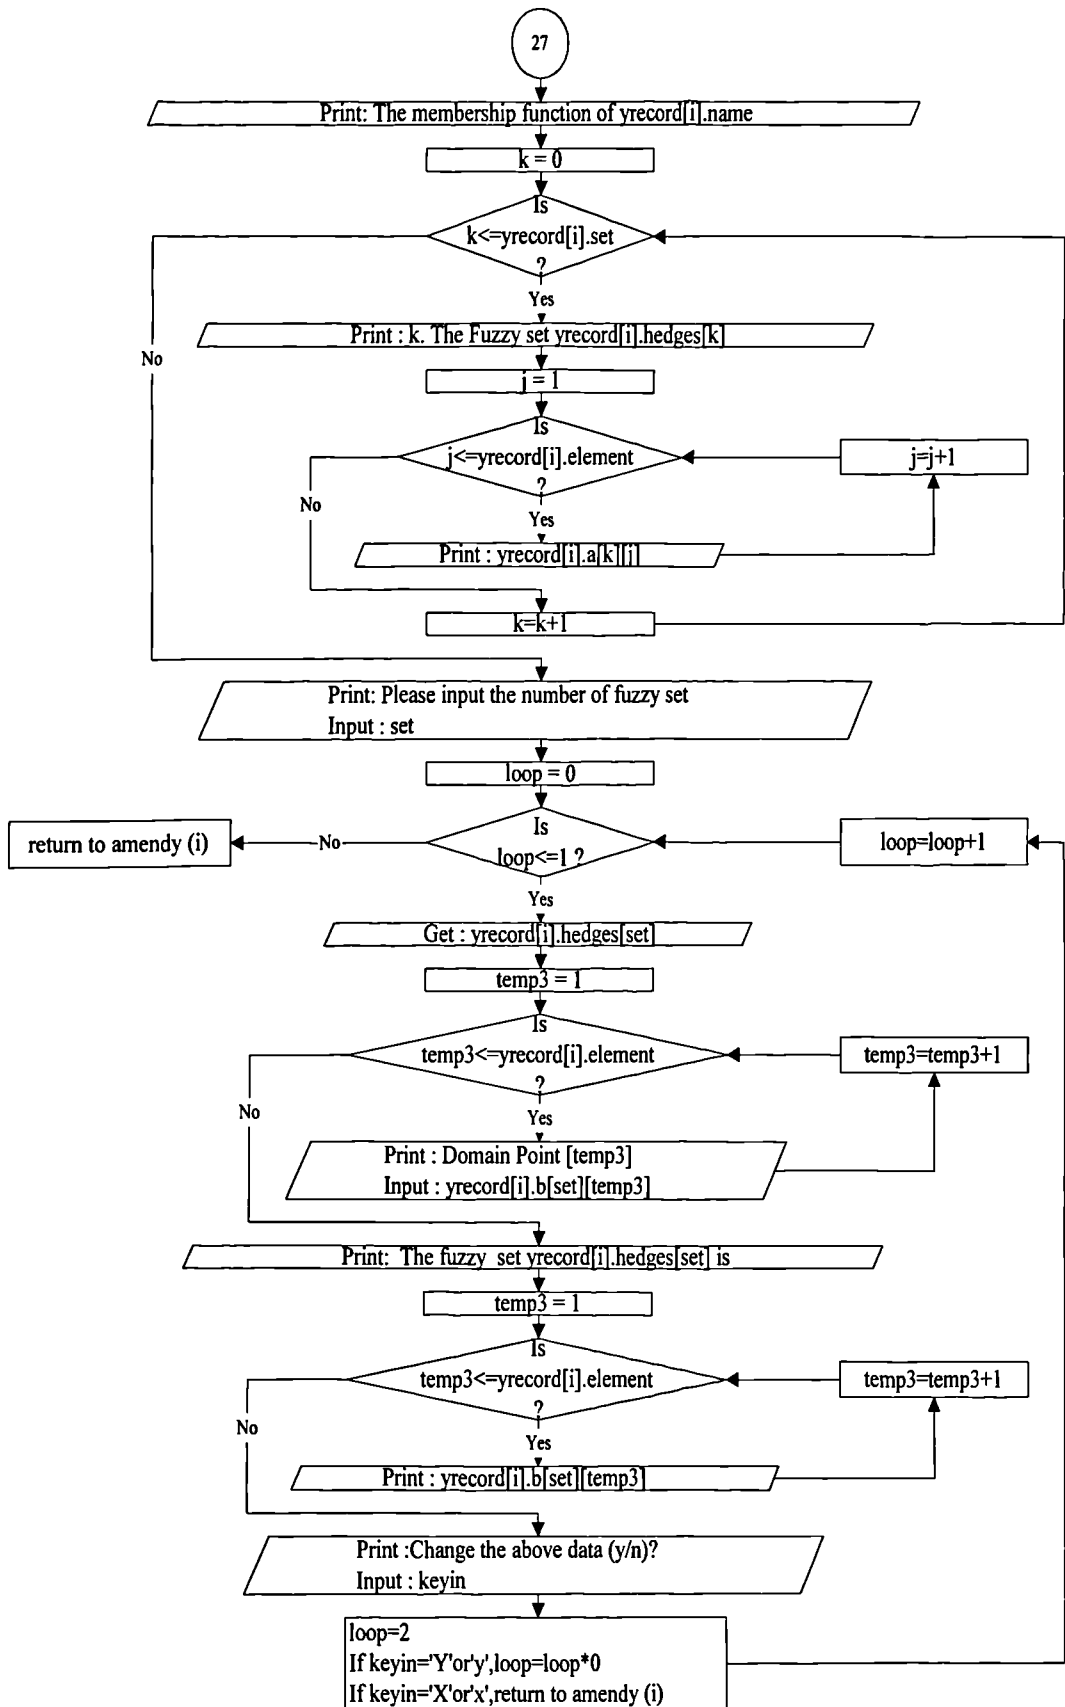 27
Print: The membership function of yrecord[i].name
k = 0
Is
k<=yrecord[i].set
?
Yes
No
Print : k. The Fuzzy set yrecord[i].hedges[k]
j = 1
Is
j<=yrecord[i].element
?
j=j+1
No
Yes
Print : yrecord[i].a[k][j]
k=k+1
Print: Please input the number of fuzzy set
Input : set
loop = 0
Is
loop<=1 ?
No
return to amendy (i)
loop=loop+1
Yes
Get : yrecord[i].hedges[set]
temp3 = 1
Is
temp3<=yrecord[i].element
?
temp3=temp3+1
No
Yes
Print : Domain Point [temp3]
Input : yrecord[i].b[set][temp3]
Print: The fuzzy set yrecord[i].hedges[set] is
temp3 = 1
Is
temp3<=yrecord[i].element
?
temp3=temp3+1
No
Yes
Print : yrecord[i].b[set][temp3]
Print :Change the above data (y/n)?
Input : keyin
loop=2
If keyin='Y'or'y',loop=loop*0
If keyin='X'or'x',return to amendy (i)